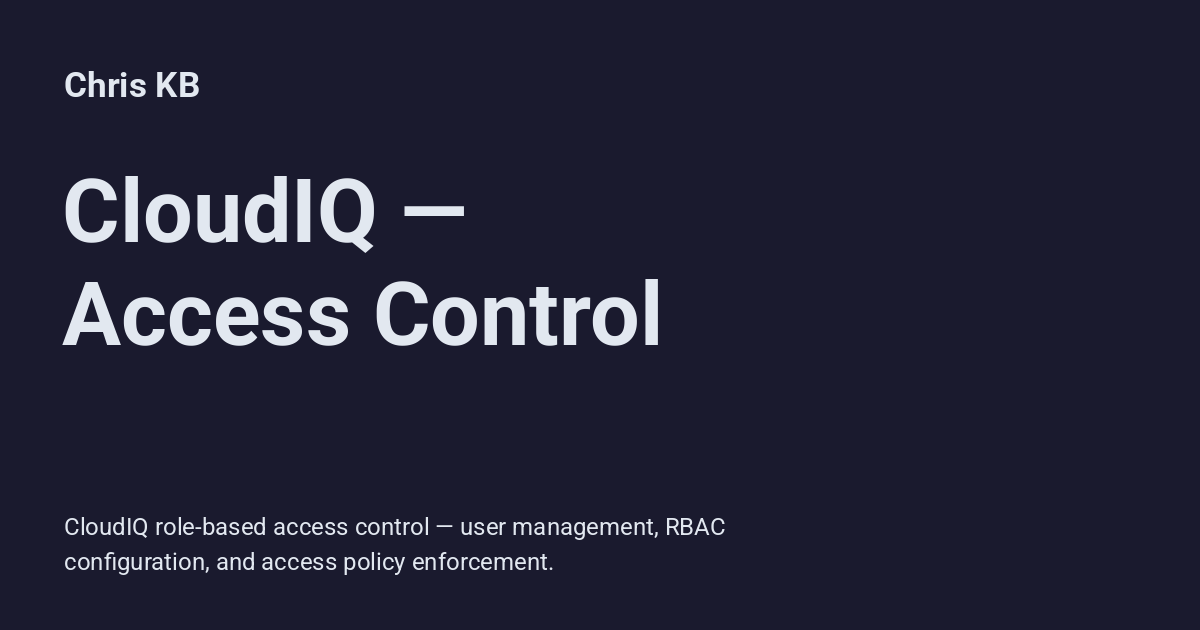 Chris KB
CloudIQ —
Access Control
CloudIQ role-based access control — user management, RBAC
configuration, and access policy enforcement.